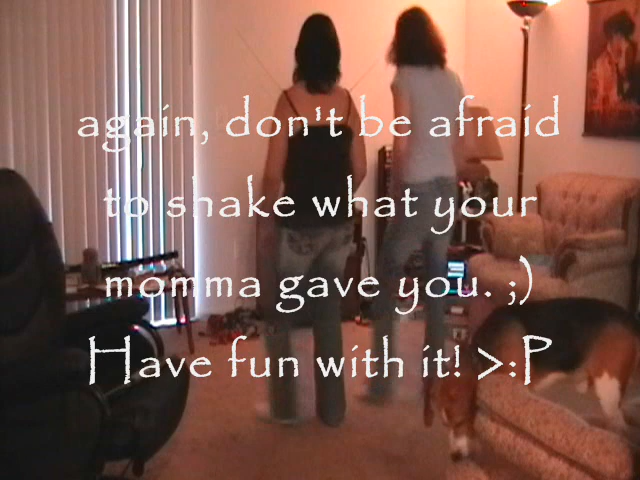 again, don't be afraid
to shake what your
momma gave you. ;)
Have fun with it! >:P